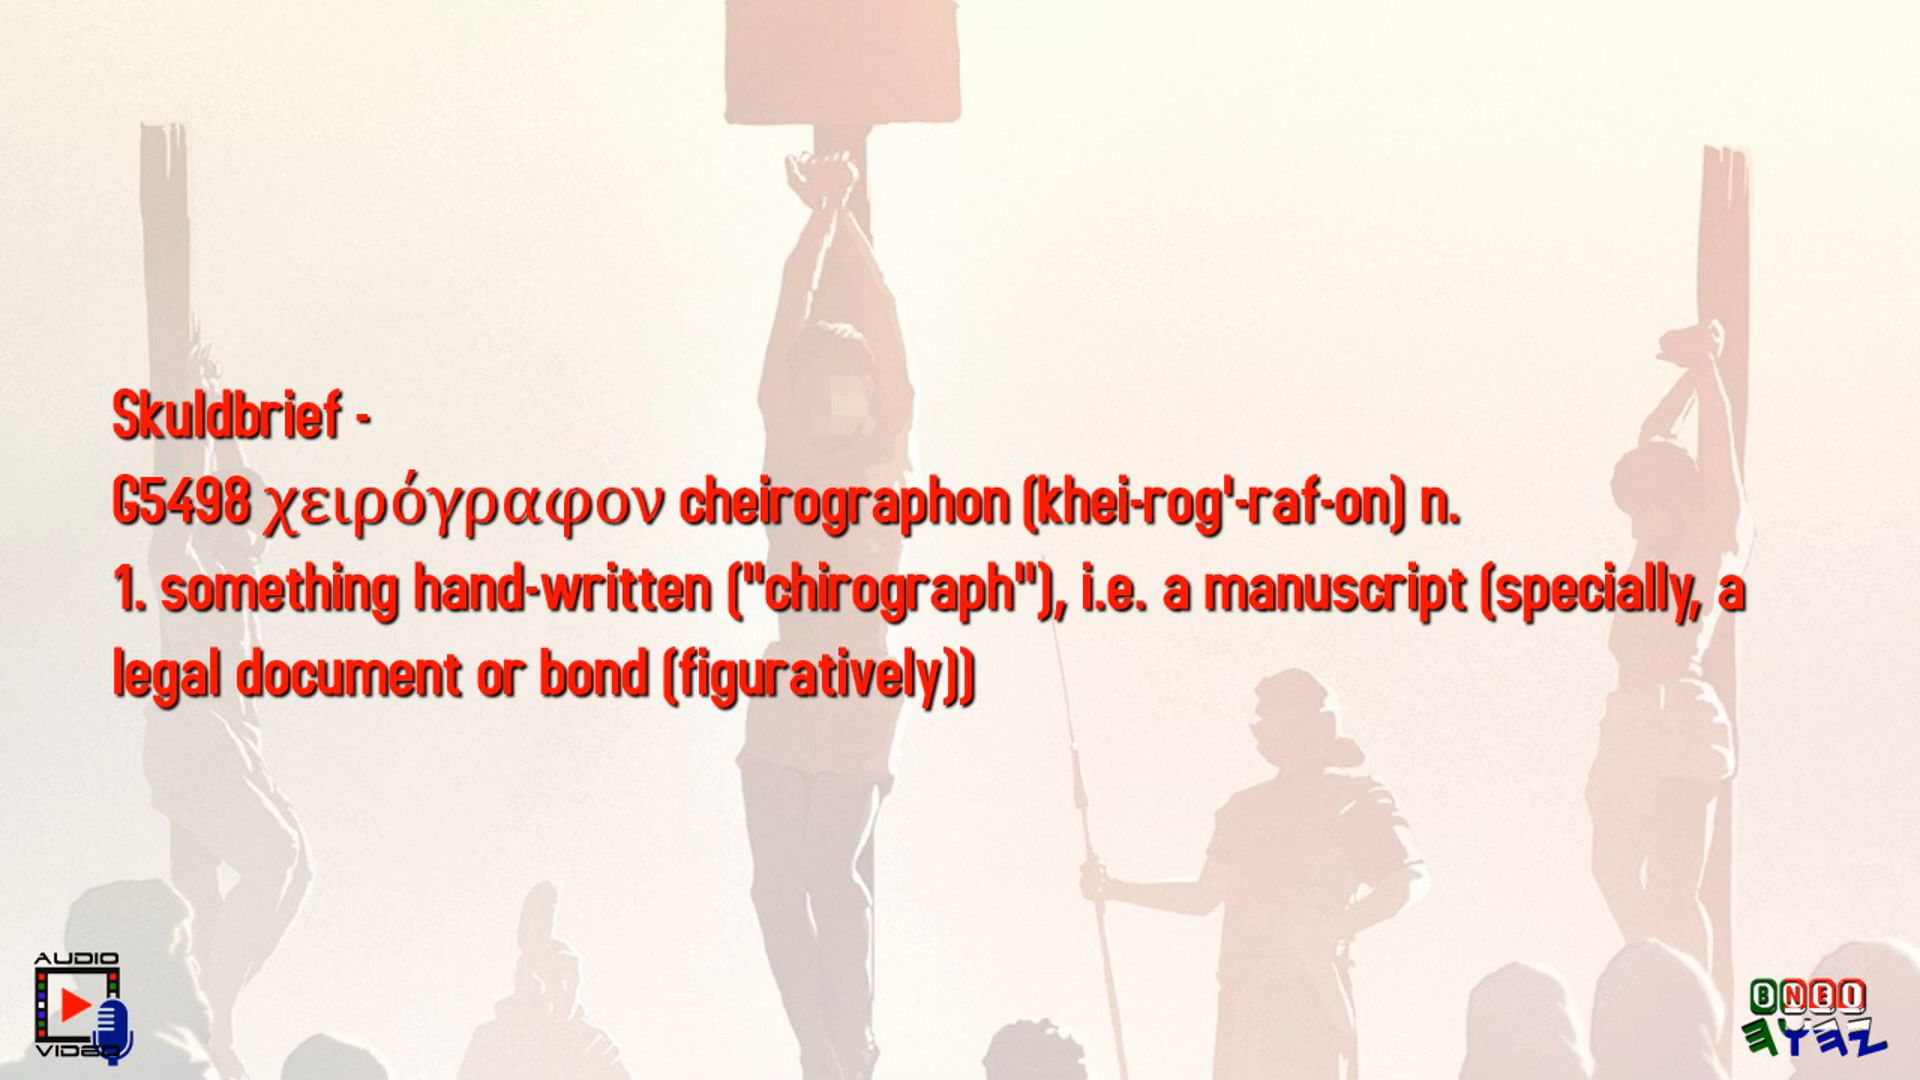 Skuldbrief -
G5498 χειρόγραφον cheirographon (khei-rog'-raf-on) n.
1. something hand-written ("chirograph"), i.e. a manuscript (specially, a
legal document or bond (figuratively))
AUDIO
VIDEO
BNEI